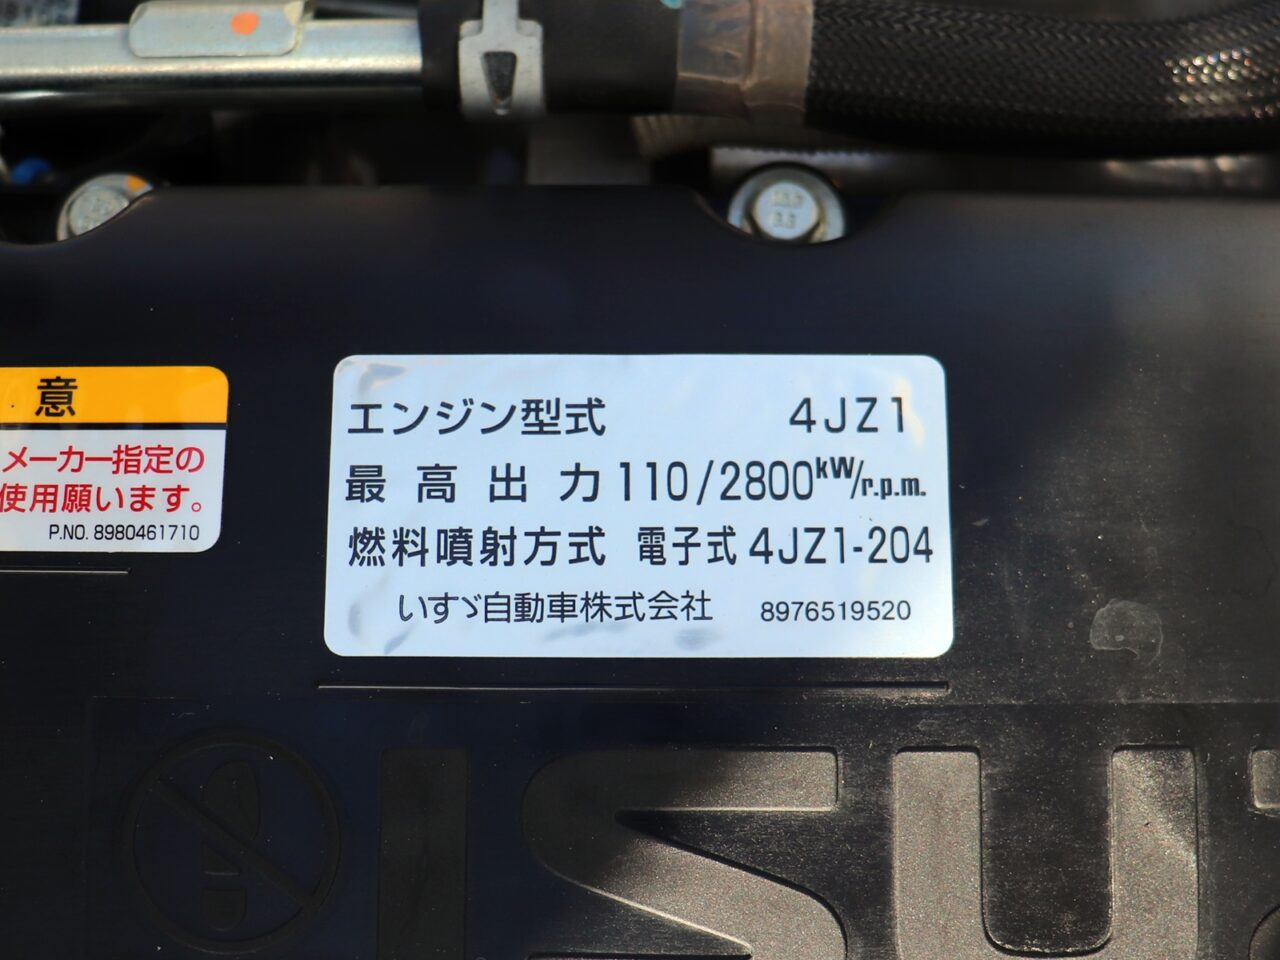 意
メーカー指定の
使用願います。
P.NO. 8980461710
エンジン型式 4JZ1
最高出力 110/2800kW/r.p.m.
燃料噴射方式 電子式 4JZ1-204
いすゞ自動車株式会社 8976519520
ISU